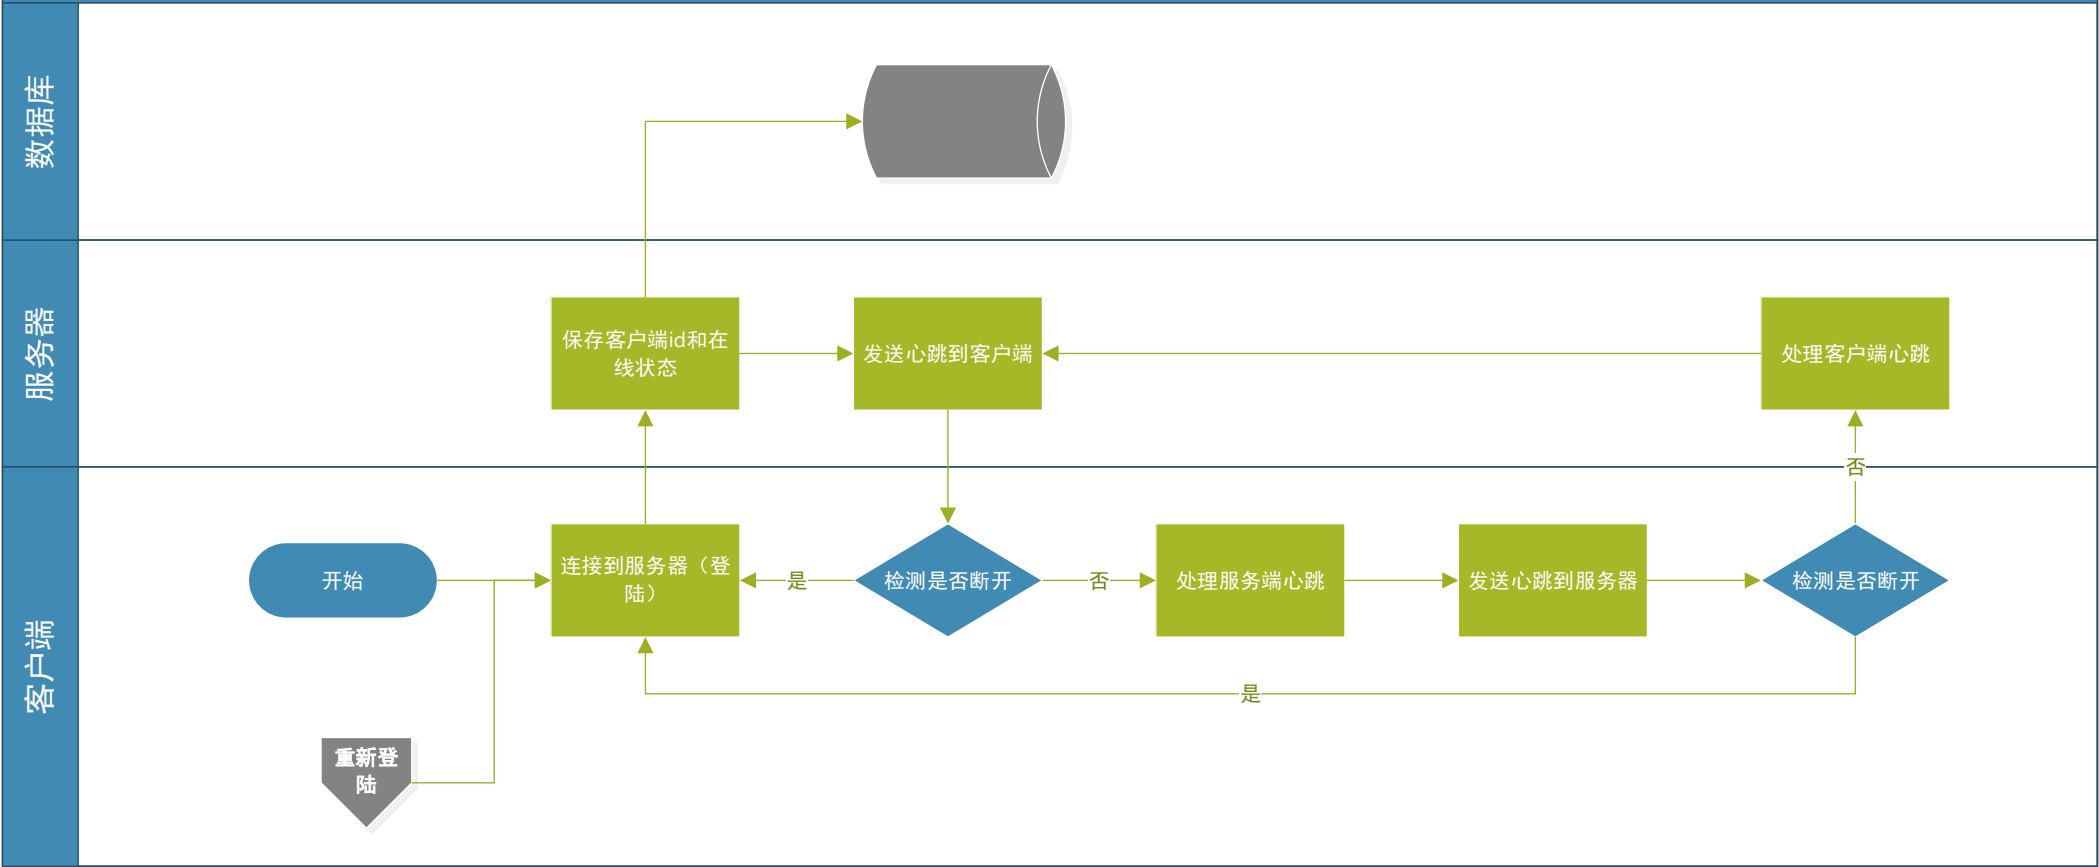 数据库
服务器
保存客户端id和在
线状态
发送心跳到客户端
处理客户端心跳
否
客户端
开始
连接到服务器（登
陆）
是
检测是否断开
否
处理服务端心跳
发送心跳到服务器
检测是否断开
是
重新登
陆